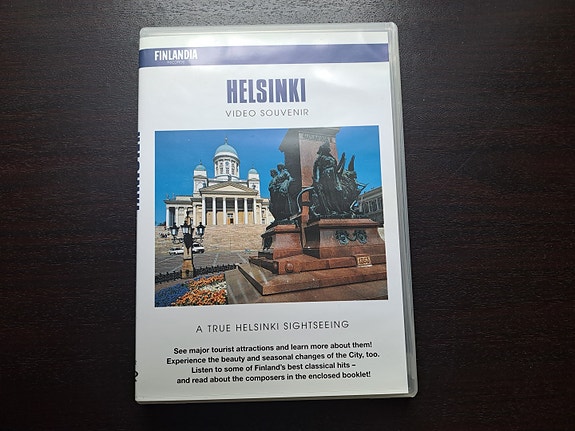 FINLANDIA
RECORDS
HELSINKI
VIDEO SOUVENIR
A TRUE HELSINKI SIGHTSEEING
See major tourist attractions and learn more about them!
Experience the beauty and seasonal changes of the City, too.
Listen to some of Finland's best classical hits –
and read about the composers in the enclosed booklet!